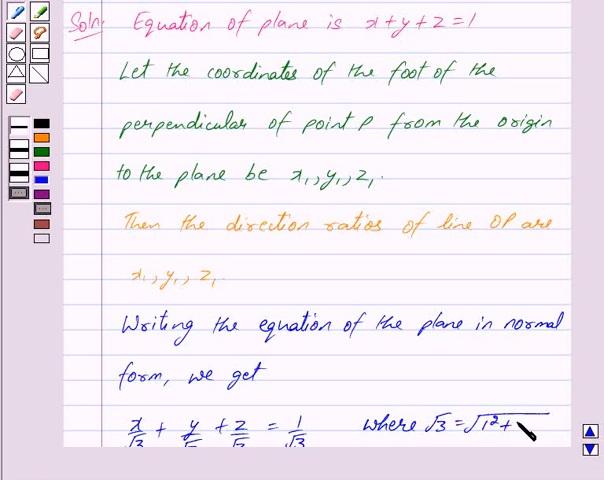 Soln: Equation of plane is x+y+z=1
Let the coordinates of the foot of the
perpendicular of point P from the origin
to the plane be x₁, y₁, z₁.
Then the direction ratios of line OP are
x₁, y₁, z₁.
Writing the equation of the plane in normal
form, we get
x/√3 + y/√3 + z/√3 = 1/√3 where √3 = √1²+